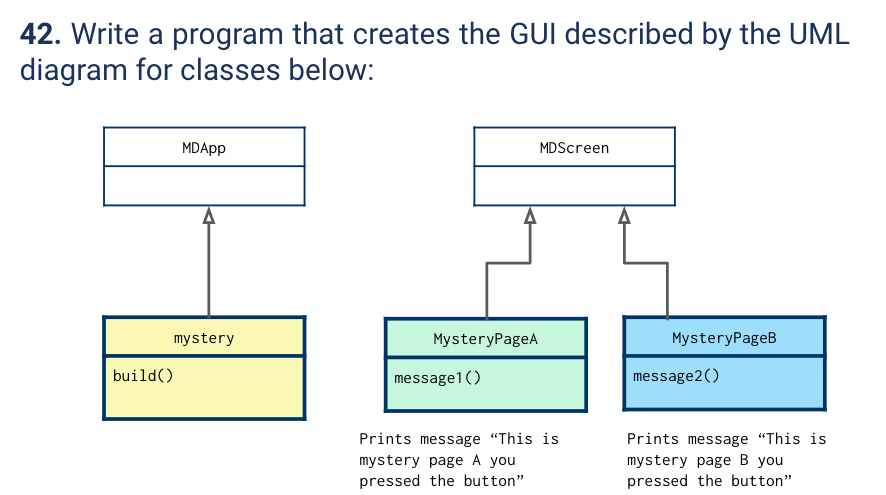 42. Write a program that creates the GUI described by the UML
diagram for classes below:
MDApp
MDScreen
mystery
build()
MysteryPageA
message1()
MysteryPageB
message2()
Prints message “This is
mystery page A you
pressed the button”
Prints message “This is
mystery page B you
pressed the button”